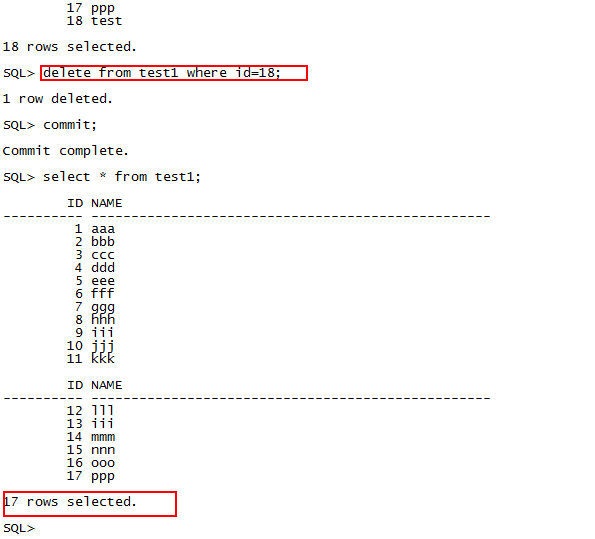 17 ppp
18 test
18 rows selected.
SQL> delete from test1 where id=18;
1 row deleted.
SQL> commit;
Commit complete.
SQL> select * from test1;
ID NAME
---------- --------------------------------------------------
1 aaa
2 bbb
3 ccc
4 ddd
5 eee
6 fff
7 ggg
8 hhh
9 iii
10 jjj
11 kkk
ID NAME
---------- --------------------------------------------------
12 lll
13 iii
14 mmm
15 nnn
16 ooo
17 ppp
17 rows selected.
SQL>